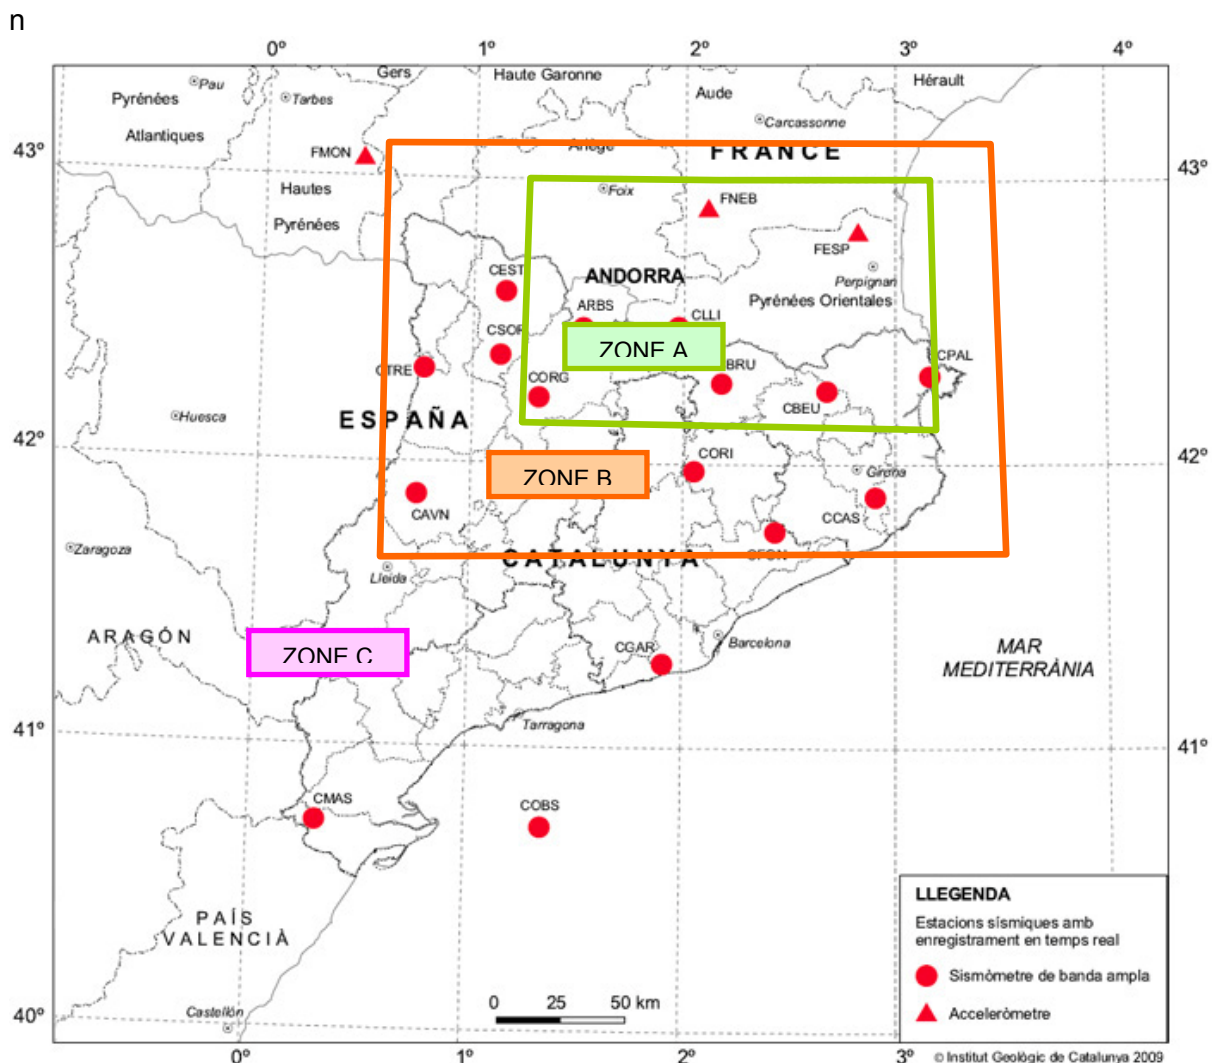 n
0º 1º 2º 3º 4º
Gers
Haute Garonne
Hérault
Pau
Aude
Pyrénées
Atlantiques
Tarbes
Carcassonne
43º
FMON
Ariège
FRANCE
43º
Hautes
Pyrénées
Foix
FNEB
FESP
CEST
ANDORRA
Perpignan
Pyrénées Orientales
ARBS
CLLI
CSOR
ZONE A
CPAL
CTRE
CORG
BRU
CBEU
Huesca
ESPAÑA
42º
CORI
42º
ZONE B
Girona
CAVN
CCAS
Zaragoza
CFON
CATALUNYA
Lleida
ARAGÓN
Barcelona
CGAR
ZONE C
MAR
MEDITERRÀNIA
Tarragona
41º
41º
CMAS
COBS
LLEGENDA
Estacions sísmiques amb
enregistrament en temps real
PAÍS
VALENCIÀ
Sismòmetre de banda ampla
Castellón
0 25 50 km
Acceleròmetre
40º
0º 1º 2º 3º
© Institut Geològic de Catalunya 2009